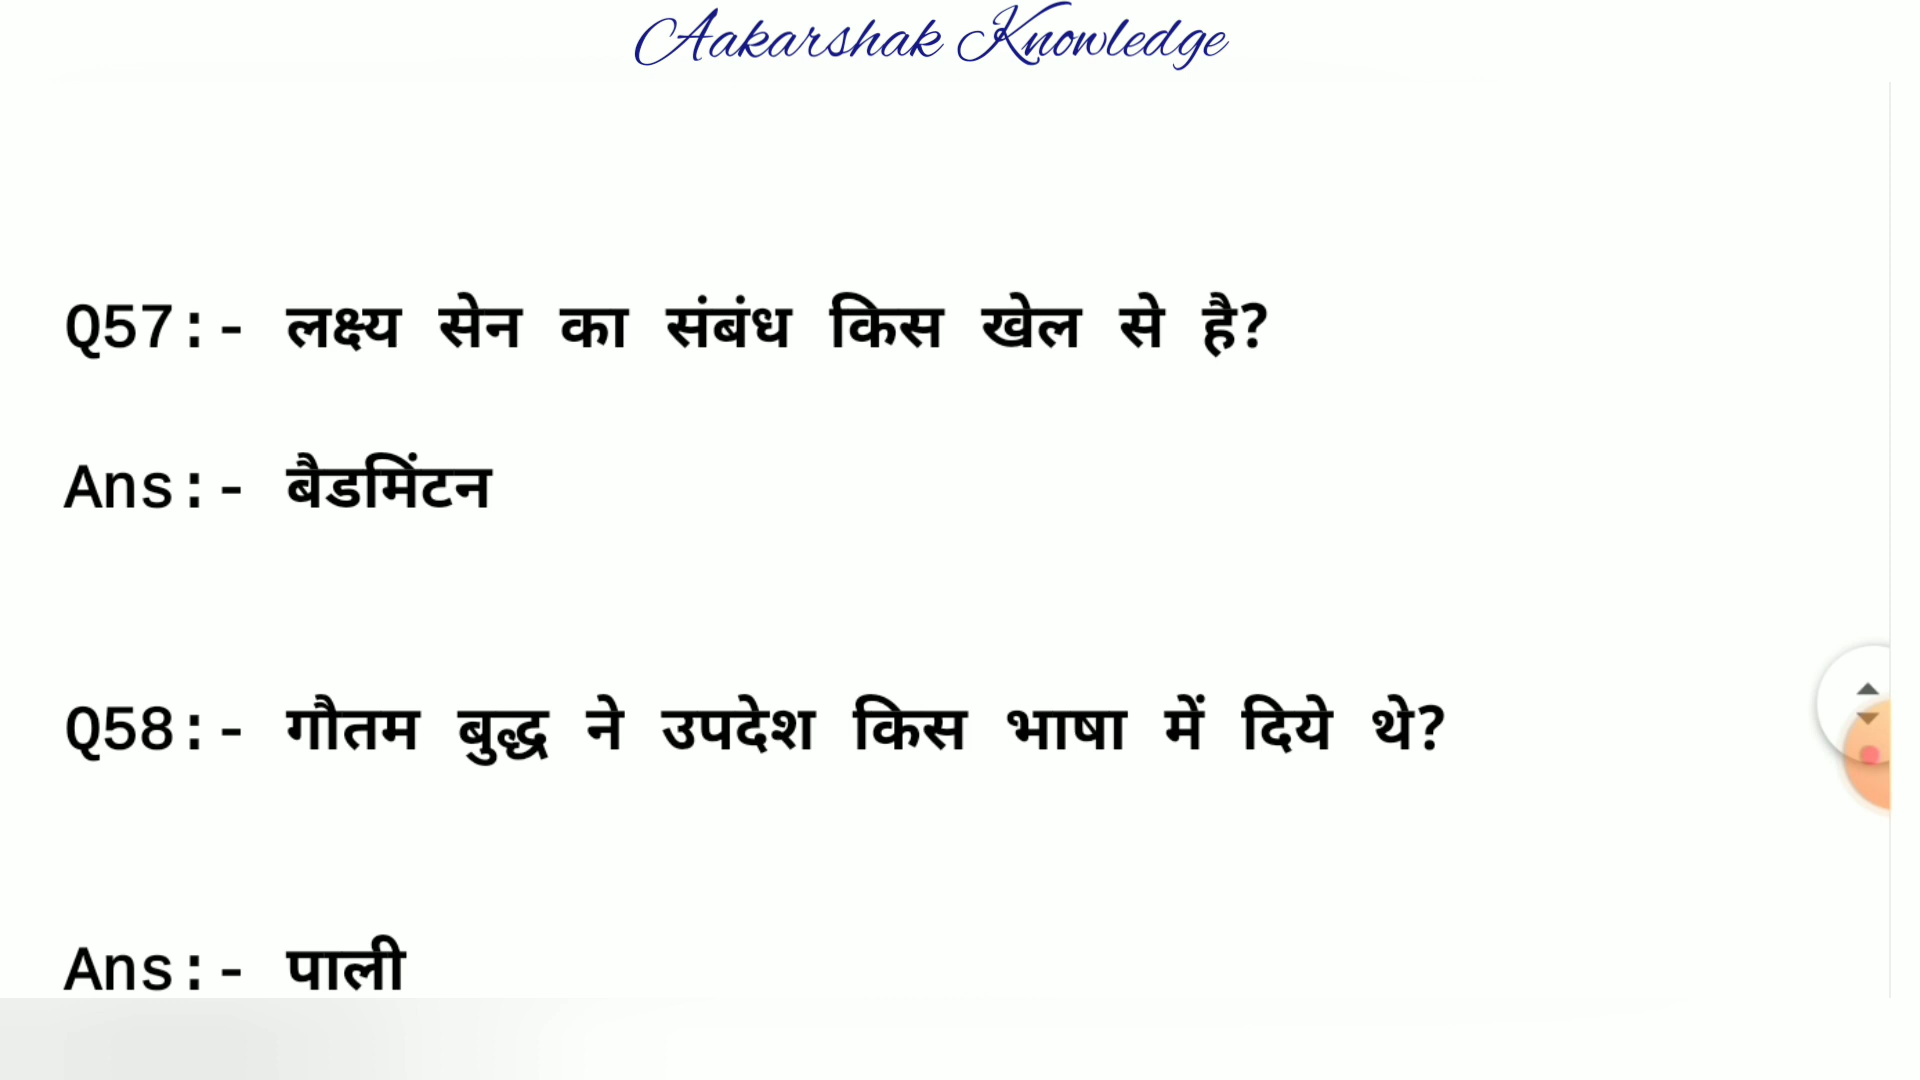 Aakarshak Knowledge
Q57:- लक्ष्य सेन का संबंध किस खेल से है?
Ans:- बैडमिंटन
Q58:- गौतम बुद्ध ने उपदेश किस भाषा में दिये थे?
Ans:- पाली